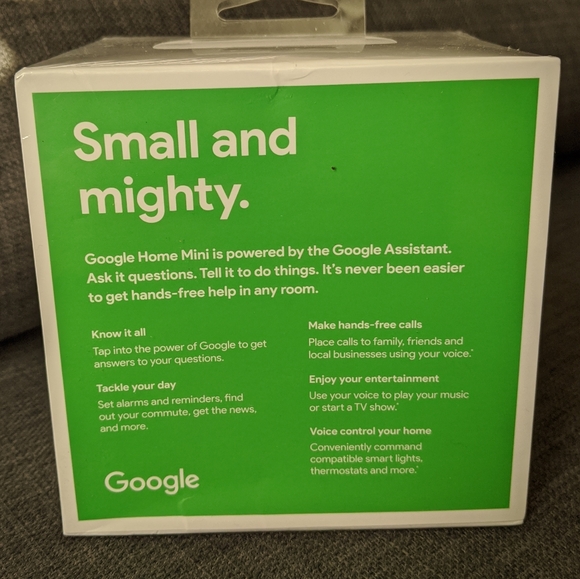 Small and
mighty.
Google Home Mini is powered by the Google Assistant.
Ask it questions. Tell it to do things. It's never been easier
to get hands-free help in any room.
Know it all
Tap into the power of Google to get
answers to your questions.
Tackle your day
Set alarms and reminders, find
out your commute, get the news,
and more.
Make hands-free calls
Place calls to family, friends and
local businesses using your voice.*
Enjoy your entertainment
Use your voice to play your music
or start a TV show.*
Voice control your home
Conveniently command
compatible smart lights,
thermostats and more.*
Google